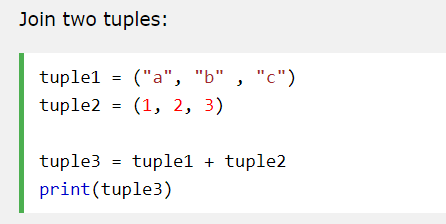 Join two tuples:
tuple1 = ("a", "b" , "c")
tuple2 = (1, 2, 3)
tuple3 = tuple1 + tuple2
print(tuple3)